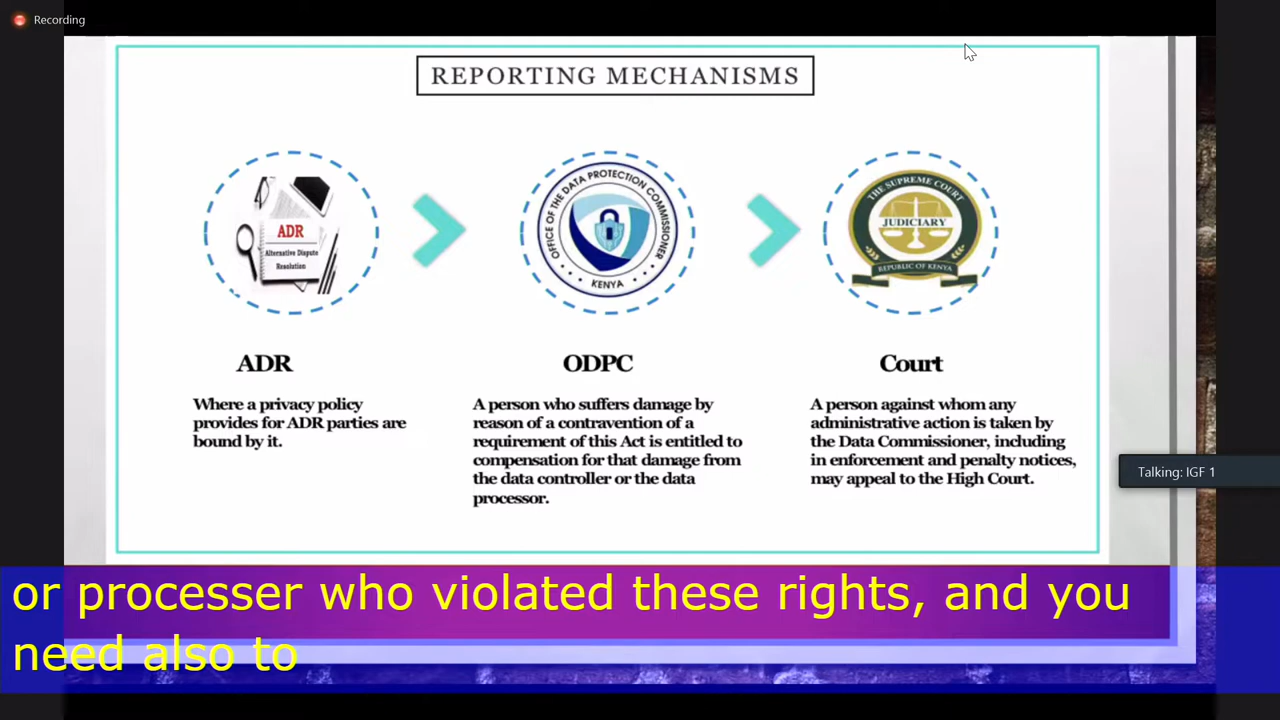 Recording
REPORTING MECHANISMS
ADR
Alternative Dispute
Resolution
OFFICE OF THE DATA PROTECTION COMMISSIONER
KENYA
THE SUPREME COURT
JUDICIARY
REPUBLIC OF KENYA
ADR
Where a privacy policy
provides for ADR parties are
bound by it.
ODPC
A person who suffers damage by
reason of a contravention of a
requirement of this Act is entitled to
compensation for that damage from
the data controller or the data
processor.
Court
A person against whom any
administrative action is taken by
the Data Commissioner, including
in enforcement and penalty notices,
may appeal to the High Court.
Talking: IGF 1
or processer who violated these rights, and you
need also to